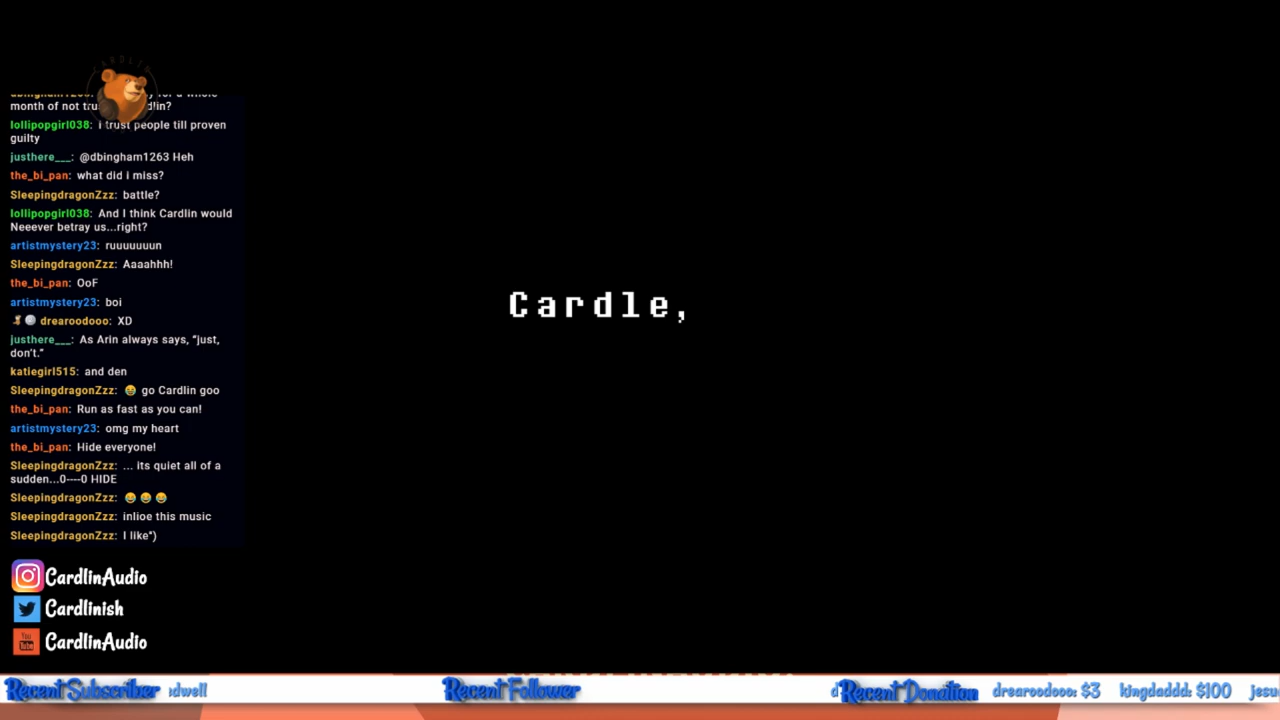 CARDLIN
month of not
lollipopgirl038: i trust people till proven
guilty
justhere___: @dbingham1263 Heh
the_bi_pan: what did i miss?
SleepingdragonZzz: battle?
lollipopgirl038: And I think Cardlin would
Neeever betray us...right?
artistmystery23: ruuuuuuun
SleepingdragonZzz: Aaaahhh!
the_bi_pan: OoF
artistmystery23: boi
drearoodooo: XD
justhere___: As Arin always says, “just,
don't.”
katiegirl515: and den
SleepingdragonZzz: 😭 go Cardlin goo
the_bi_pan: Run as fast as you can!
artistmystery23: omg my heart
the_bi_pan: Hide everyone!
SleepingdragonZzz: ... its quiet all of a
sudden...0----0 HIDE
SleepingdragonZzz: 😂 😂 😂
SleepingdragonZzz: inlioe this music
SleepingdragonZzz: I like*)
Cardle,
CardlinAudio
Cardlinish
You Tube CardlinAudio
Recent Subscriber dwell
Recent Follower
Recent Donation drearoodooo: $3 kingdaddd: $100 jesu